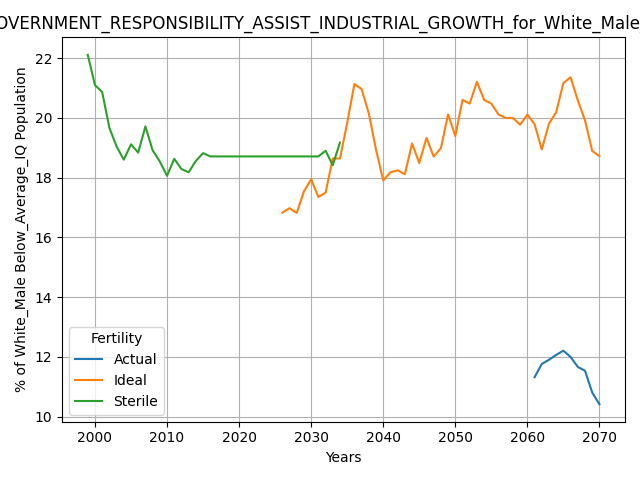 OVERNMENT_RESPONSIBILITY_ASSIST_INDUSTRIAL_GROWTH_for_White_Male
% of White_Male Below_Average_IQ Population
22
20
18
16
14
12
10
Fertility
Actual
Ideal
Sterile
2000 2010 2020 2030 2040 2050 2060 2070
Years